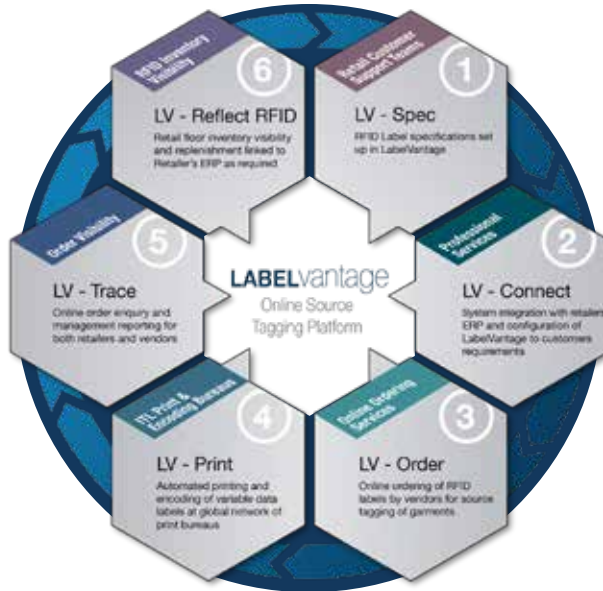 RFID Inventory
Visibility
6
LV - Reflect RFID
Retail floor inventory visibility
and replenishment linked to
Retailer's ERP as required
Retail Customer
Support Teams
1
LV - Spec
RFID Label specifications set
up in LabelVantage
Order Visibility
5
LV - Trace
Online order enquiry and
management reporting for
both retailers and vendors
LABELvantage
Online Source
Tagging Platform
Professional
Services
2
LV - Connect
System integration with retailers
ERP and configuration of
LabelVantage to customers
requirements
ITL Print &
Encoding Bureaus
4
LV - Print
Automated printing and
encoding of variable data
labels at global network of
print bureaus
Online Ordering
Services
3
LV - Order
Online ordering of RFID
labels by vendors for source
tagging of garments